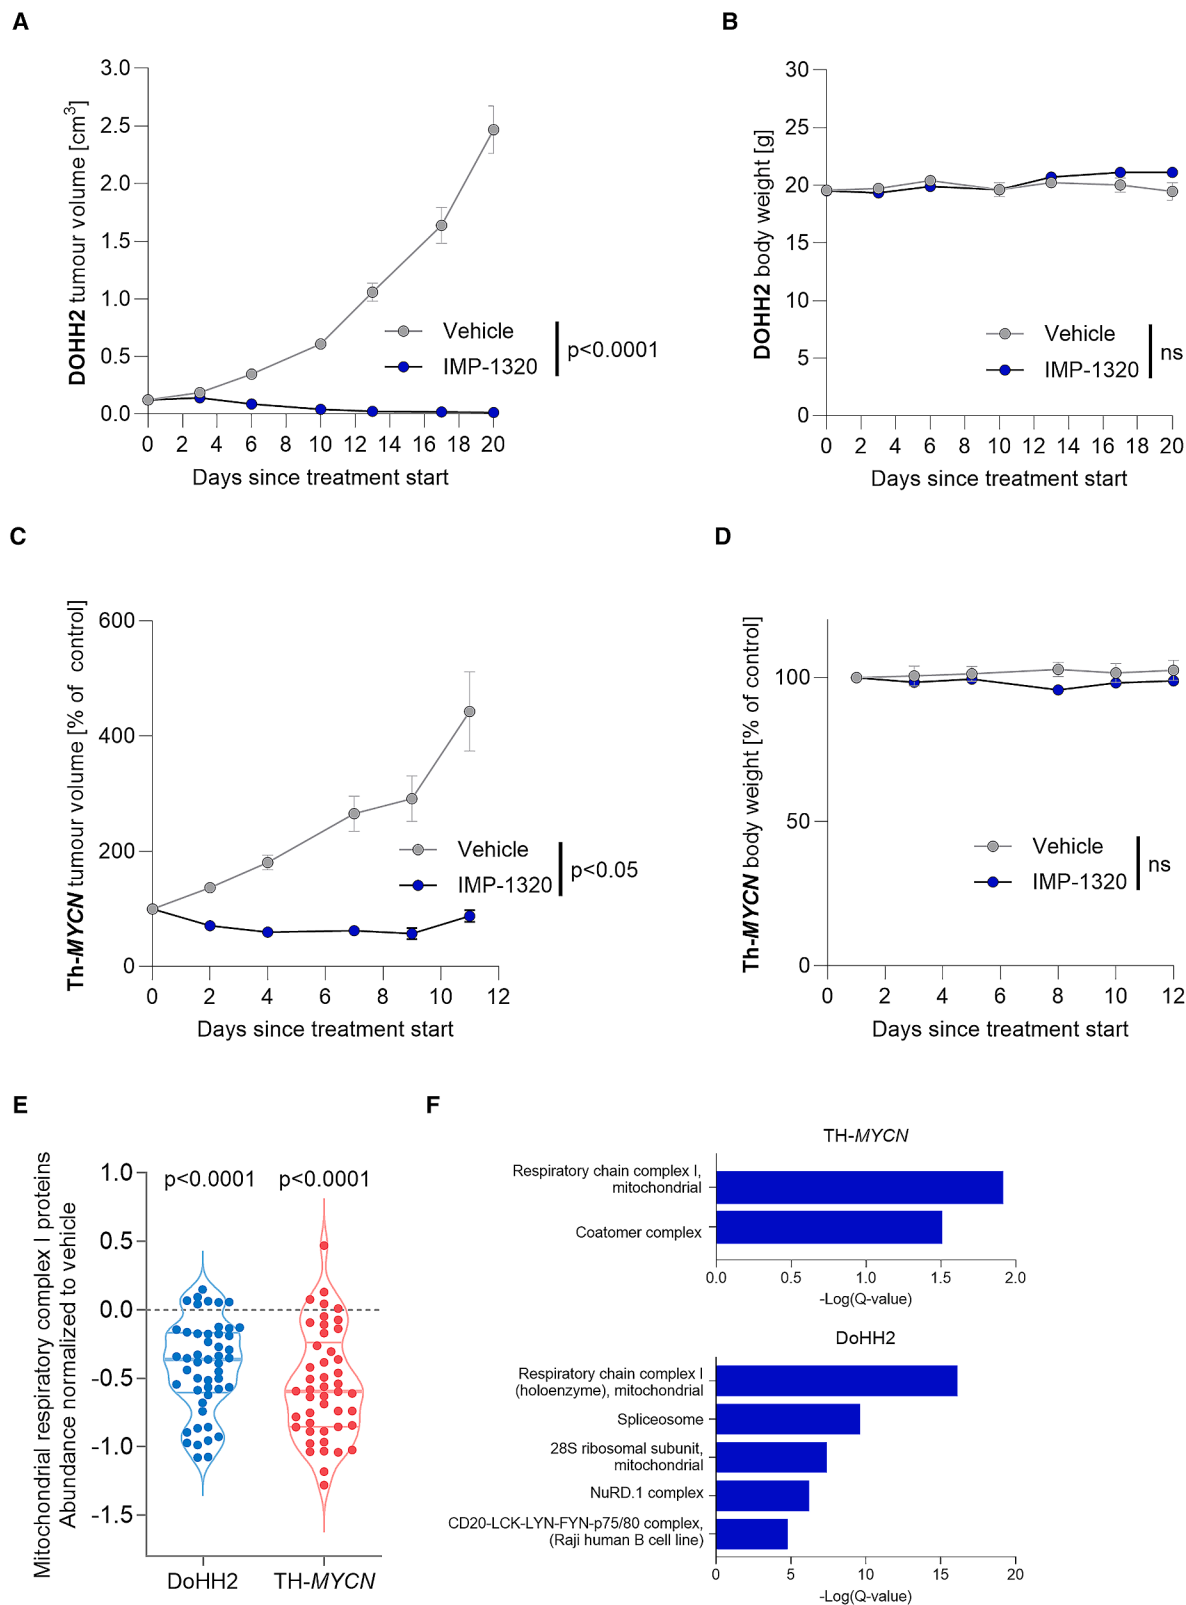 A
DOHH2 tumour volume [cm3]
3.0
2.5
2.0
1.5
1.0
0.5
0.0
0 2 4 6 8 10 12 14 16 18 20
Days since treatment start
Vehicle
IMP-1320
p<0.0001
B
DOHH2 body weight [g]
30
25
20
15
10
5
0
0 2 4 6 8 10 12 14 16 18 20
Days since treatment start
Vehicle
IMP-1320
ns
C
Th-MYCN tumour volume [% of control]
600
400
200
0
0 2 4 6 8 10 12
Days since treatment start
Vehicle
IMP-1320
p<0.05
D
Th-MYCN body weight [% of control]
100
50
0
0 2 4 6 8 10 12
Days since treatment start
Vehicle
IMP-1320
ns
E
Mitochondrial respiratory complex I proteins
Abundance normalized to vehicle
1.0
0.5
0.0
-0.5
-1.0
-1.5
p<0.0001 p<0.0001
DoHH2 TH-MYCN
F
TH-MYCN
Respiratory chain complex I,
mitochondrial
Coatomer complex
0.0 0.5 1.0 1.5 2.0
-Log(Q-value)
DoHH2
Respiratory chain complex I
(holoenzyme), mitochondrial
Spliceosome
28S ribosomal subunit,
mitochondrial
NuRD.1 complex
CD20-LCK-LYN-FYN-p75/80 complex,
(Raji human B cell line)
0 5 10 15 20
-Log(Q-value)